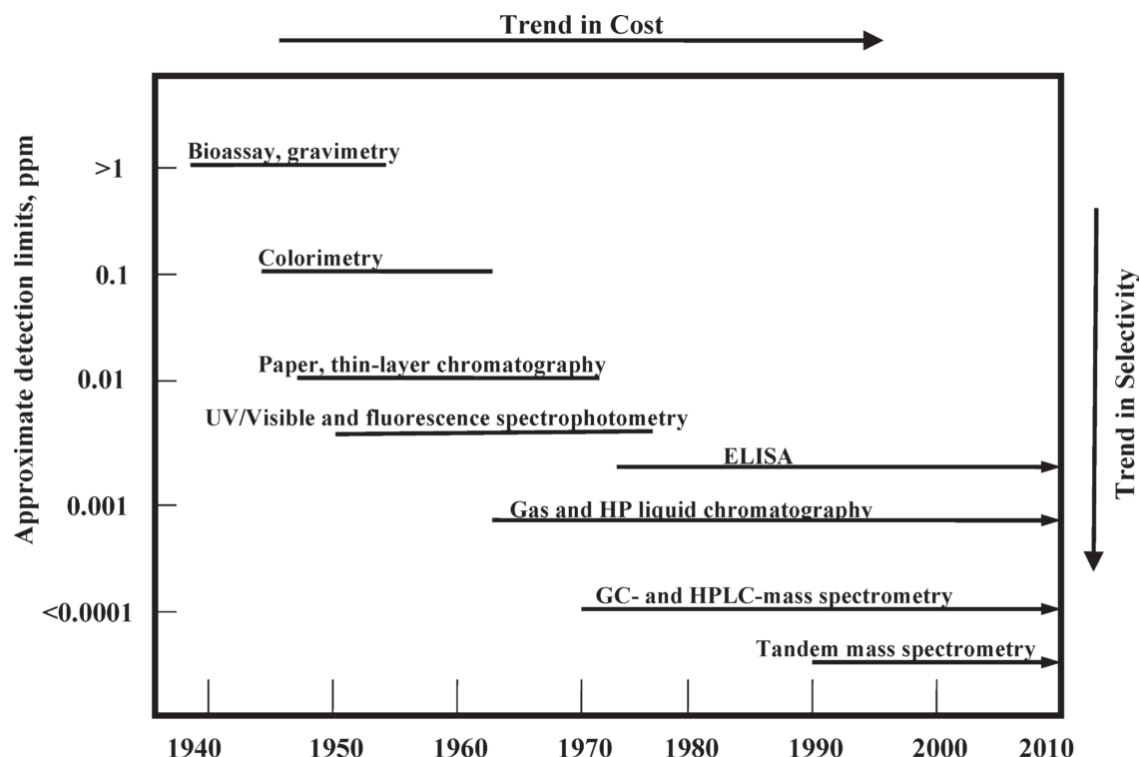 Trend in Cost
Approximate detection limits, ppm
>1
0.1
0.01
0.001
<0.0001
Bioassay, gravimetry
Colorimetry
Paper, thin-layer chromatography
UV/Visible and fluorescence spectrophotometry
ELISA
Gas and HP liquid chromatography
GC- and HPLC-mass spectrometry
Tandem mass spectrometry
Trend in Selectivity
1940 1950 1960 1970 1980 1990 2000 2010